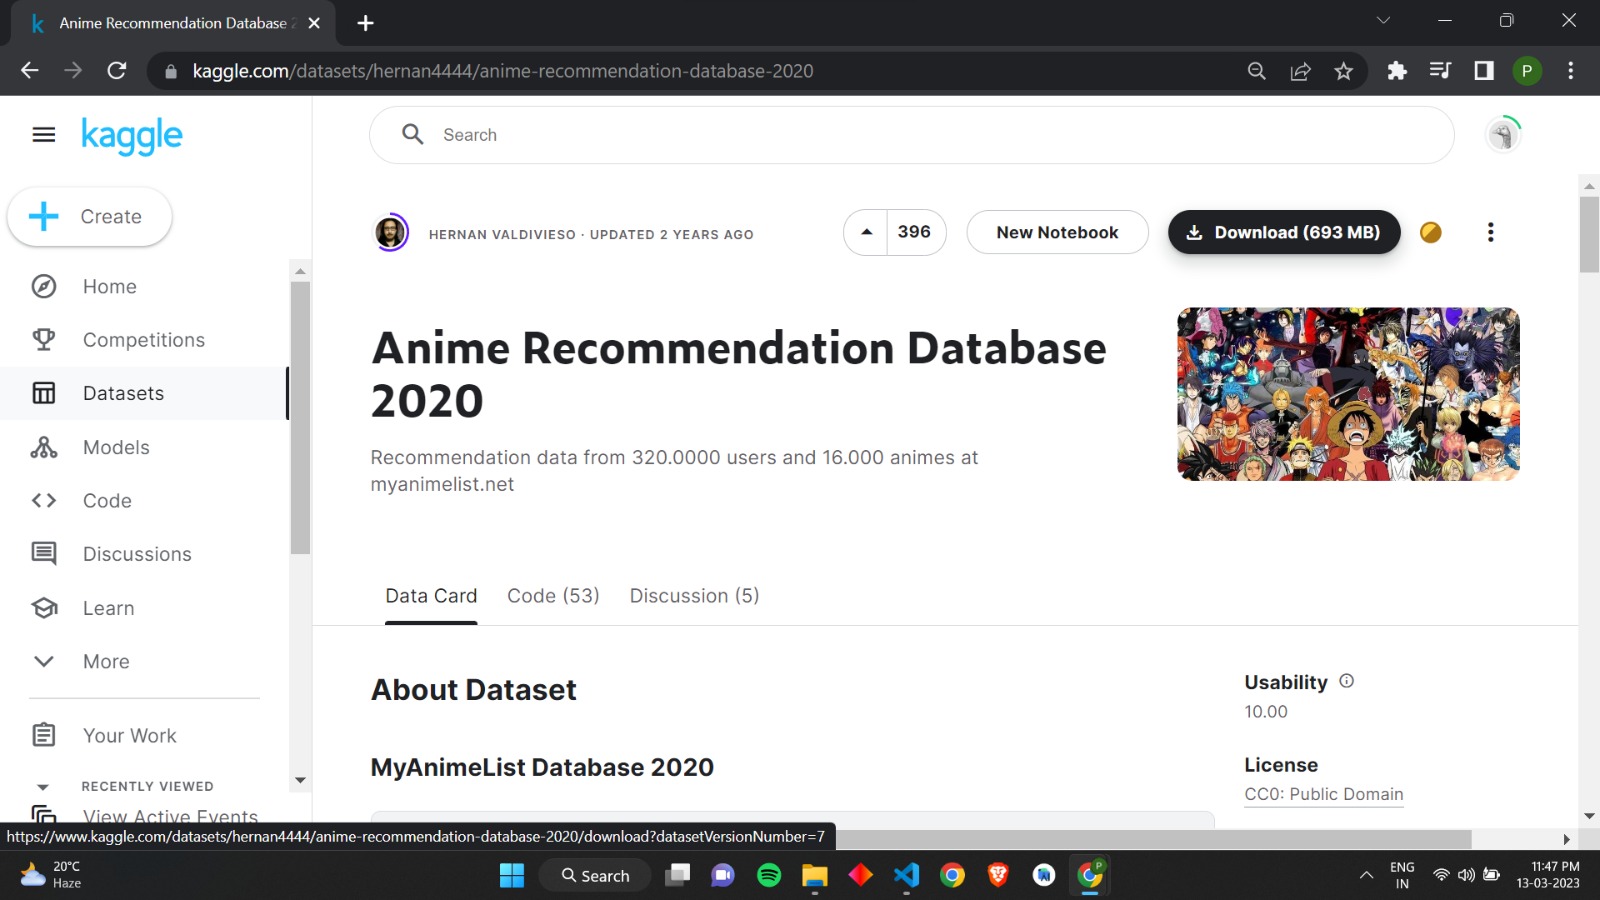 Anime Recommendation Database 2
kaggle.com/datasets/hernan4444/anime-recommendation-database-2020
P
kaggle
Search
Create
HERNAN VALDIVIESO · UPDATED 2 YEARS AGO
396
New Notebook
Download (693 MB)
Home
Competitions
Datasets
Models
Code
Discussions
Learn
More
Your Work
RECENTLY VIEWED
View Active Events
Anime Recommendation Database
2020
Recommendation data from 320.0000 users and 16.000 animes at
myanimelist.net
Data Card
Code (53)
Discussion (5)
About Dataset
MyAnimeList Database 2020
Usability
10.00
License
CC0: Public Domain
https://www.kaggle.com/datasets/hernan4444/anime-recommendation-database-2020/download?datasetVersionNumber=7
20°C
Haze
Search
P
ENG
IN
11:47 PM
13-03-2023